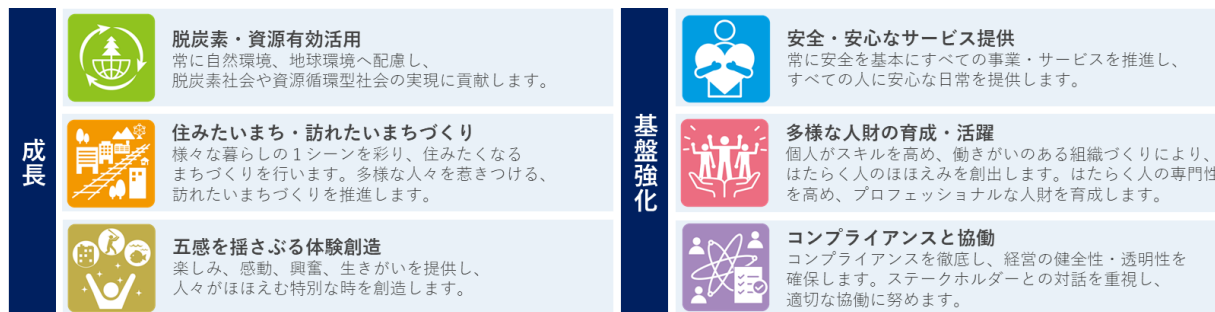 成長
脱炭素・資源有効活用
常に自然環境、地球環境へ配慮し、
脱炭素社会や資源循環型社会の実現に貢献します。
住みたいまち・訪れたいまちづくり
様々な暮らしの１シーンを彩り、住みたくなる
まちづくりを行います。多様な人々を惹きつける、
訪れたいまちづくりを推進します。
五感を揺さぶる体験創造
楽しみ、感動、興奮、生きがいを提供し、
人々がほほえむ特別な時を創造します。
基盤強化
安全・安心なサービス提供
常に安全を基本にすべての事業・サービスを推進し、
すべての人に安心な日常を提供します。
多様な人財の育成・活躍
個人がスキルを高め、働きがいのある組織づくりにより、
はたらく人のほほえみを創出します。はたらく人の専門性
を高め、プロフェッショナルな人財を育成します。
コンプライアンスと協働
コンプライアンスを徹底し、経営の健全性・透明性を
確保します。ステークホルダーとの対話を重視し、
適切な協働に努めます。